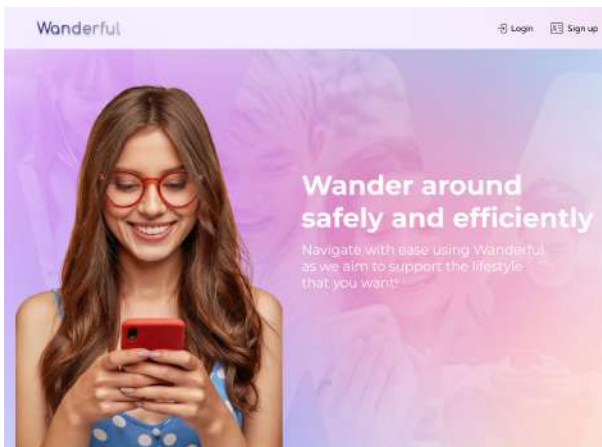 Wanderful
Login
Sign up
Wander around
safely and efficiently
Navigate with ease using Wanderful
as we aim to support the lifestyle
that you want!